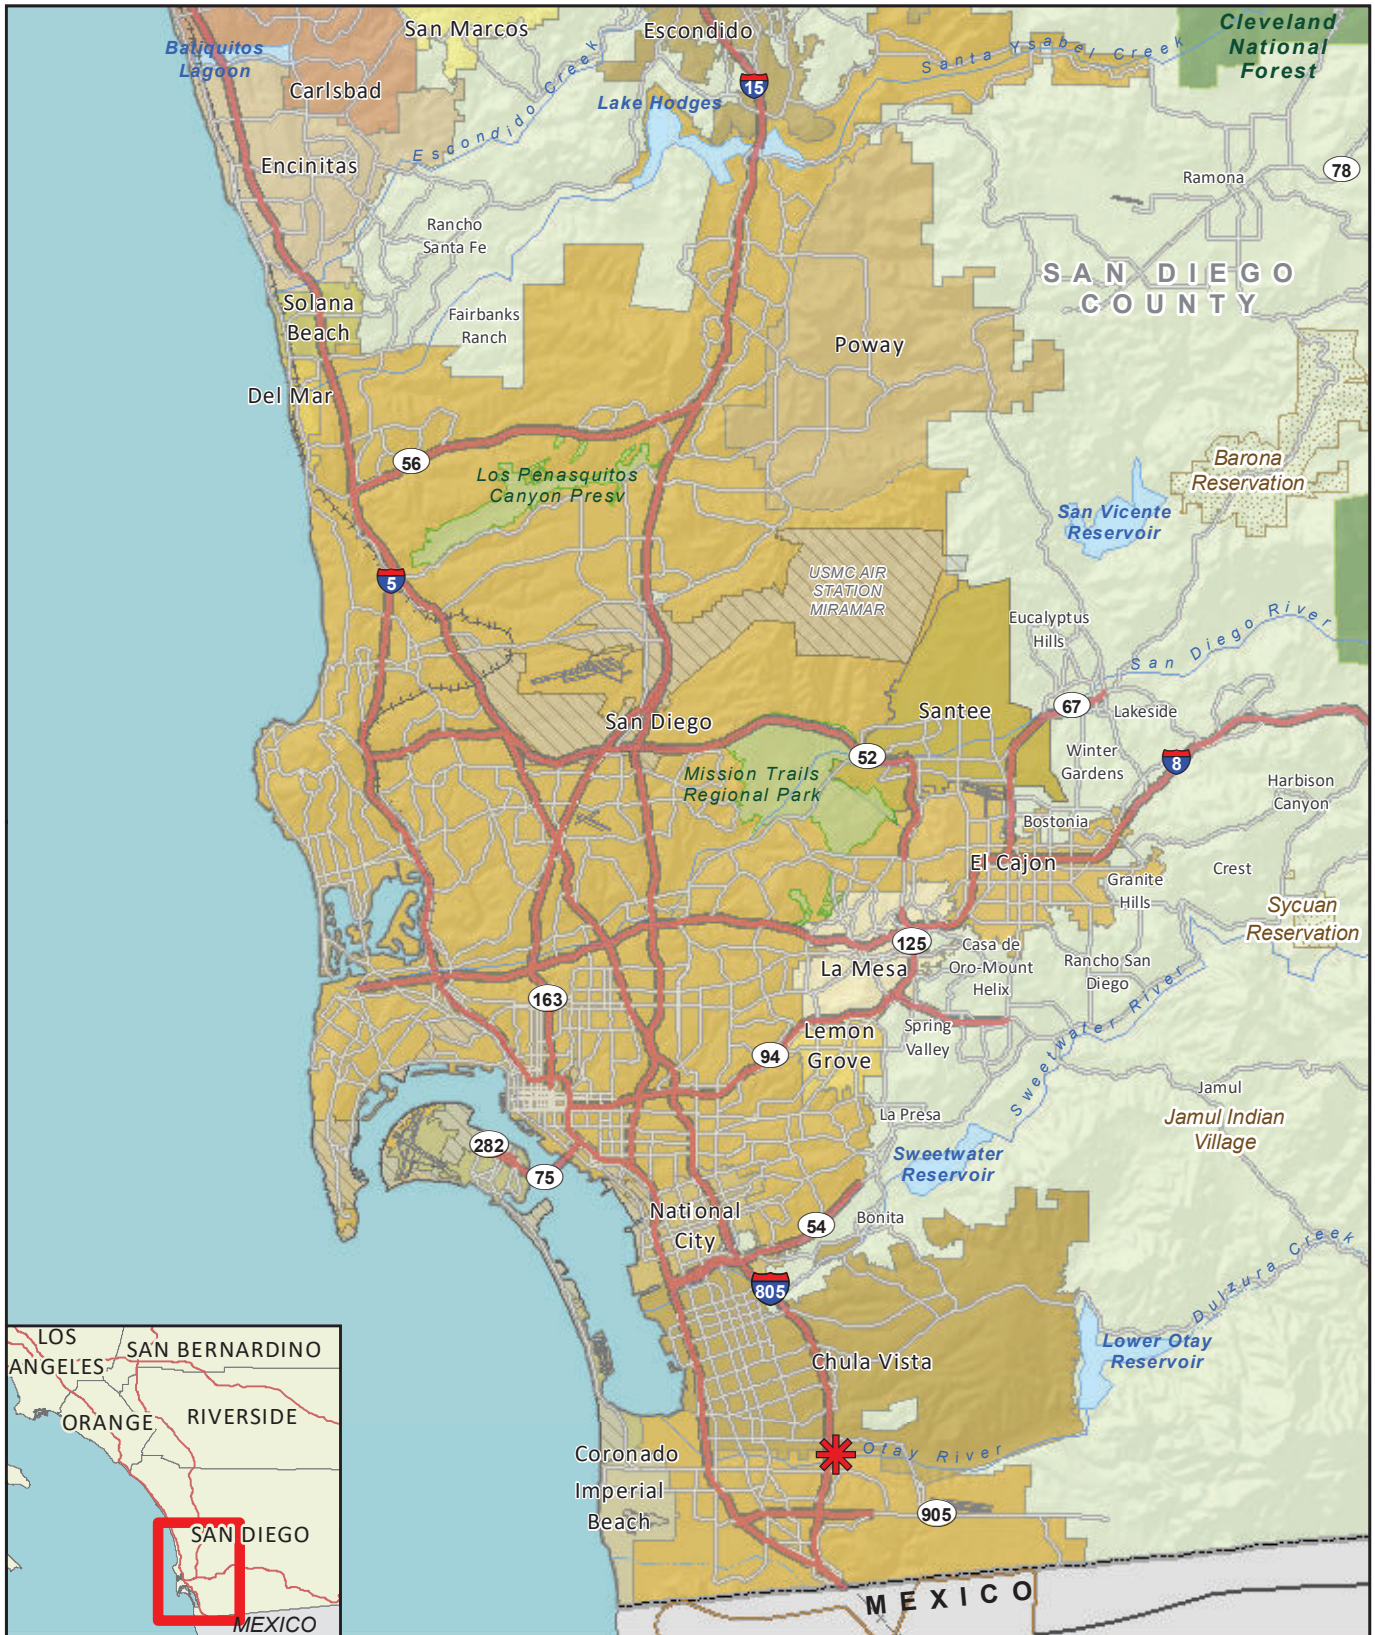 San Marcos
Escondido
Cleveland
National
Forest
Batiquitos
Lagoon
Santa Ysabel Creek
15
Carlsbad
Lake Hodges
Escondido Creek
Encinitas
78
Ramona
Rancho
Santa Fe
SAN DIEGO
COUNTY
Solana
Beach
Fairbanks
Ranch
Poway
Del Mar
56
Los Penasquitos
Canyon Presv
Barona
Reservation
San Vicente
Reservoir
5
USMC AIR
STATION
MIRAMAR
Eucalyptus
Hills
San Diego River
San Diego
Santee
67
Lakeside
52
Winter
Gardens
8
Mission Trails
Regional Park
Harbison
Canyon
Bostonia
El Cajon
Crest
Granite
Hills
Sycuan
Reservation
125
Casa de
Oro-Mount
Helix
La Mesa
Rancho San
Diego
163
Lemon
Grove
Spring
Valley
Sweetwater River
94
Jamul
La Presa
Jamul Indian
Village
282
75
Sweetwater
Reservoir
National
City
54
Bonita
Dulzura Creek
805
Lower Otay
Reservoir
Chula Vista
Otay River
Coronado
Imperial
Beach
905
MEXICO
LOS
ANGELES
SAN BERNARDINO
ORANGE
RIVERSIDE
SAN DIEGO
MEXICO